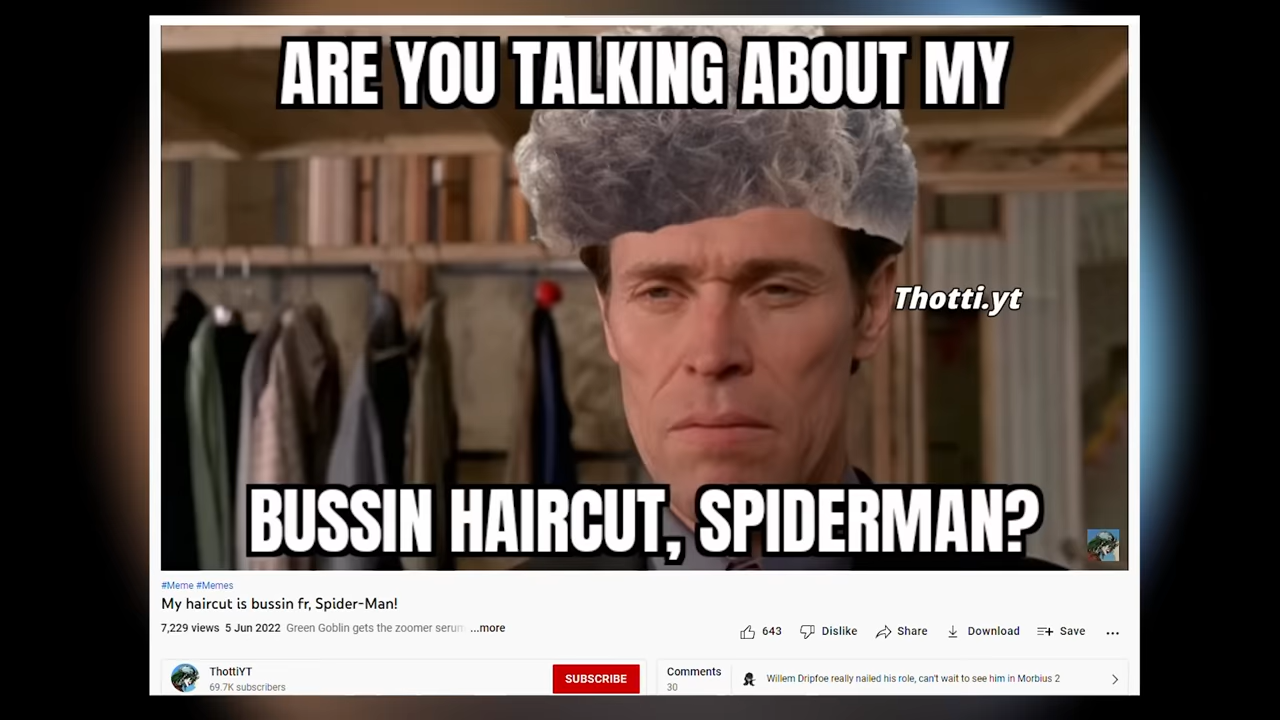 ARE YOU TALKING ABOUT MY
Thotti.yt
BUSSIN HAIRCUT, SPIDERMAN?
#Meme #Memes
My haircut is bussin fr, Spider-Man!
7,229 views 5 Jun 2022 Green Goblin gets the zoomer serum ...more
643 Dislike Share Download Save ...
ThottiYT
69.7K subscribers
SUBSCRIBE
Comments
30
Willem Dripfoe really nailed his role, can't wait to see him in Morbius 2